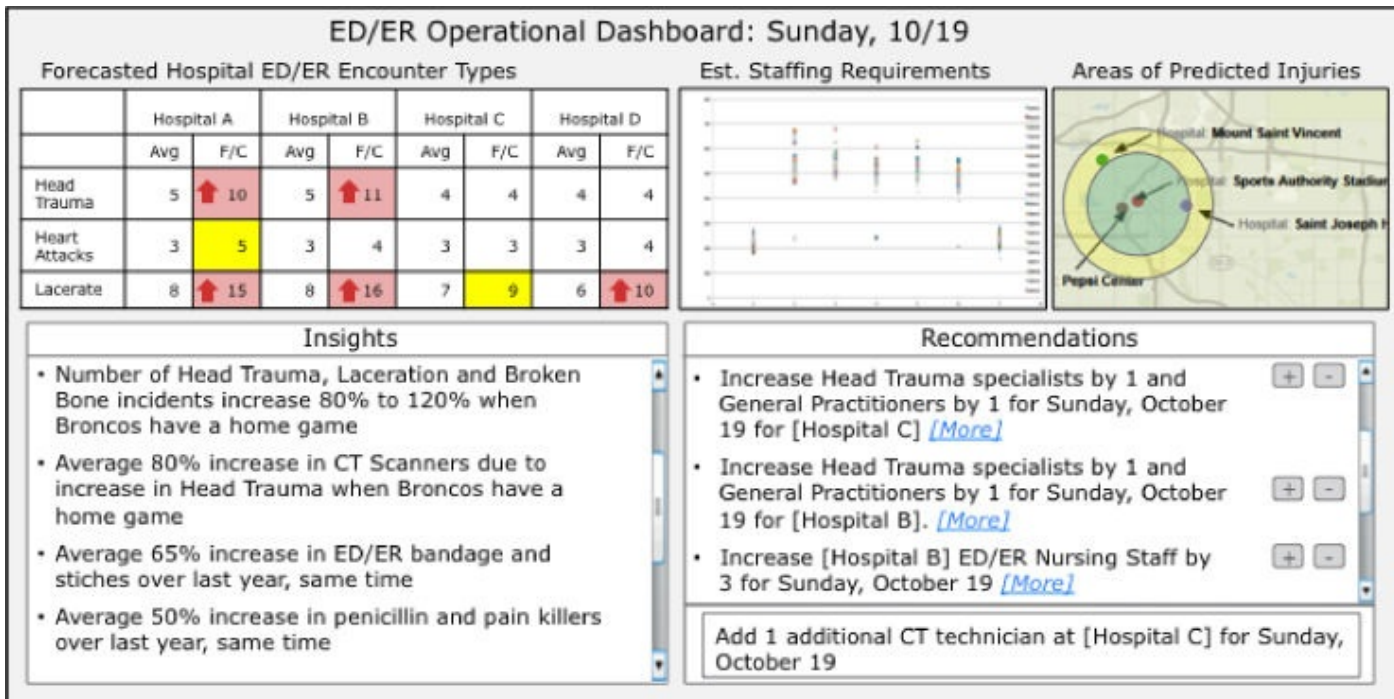 ED/ER Operational Dashboard: Sunday, 10/19
Forecasted Hospital ED/ER Encounter Types
Hospital A Hospital B Hospital C Hospital D
Avg F/C Avg F/C Avg F/C Avg F/C
Head
Trauma 5 10 5 11 4 4 4 4
Heart
Attacks 3 5 3 4 3 3 3 4
Lacerate 8 15 8 16 7 9 6 10
Est. Staffing Requirements
Areas of Predicted Injuries
Hospital: Mount Saint Vincent
Hospital: Sports Authority Stadium
Hospital: Saint Joseph H
Pepsi Center
Insights
• Number of Head Trauma, Laceration and Broken
Bone incidents increase 80% to 120% when
Broncos have a home game
• Average 80% increase in CT Scanners due to
increase in Head Trauma when Broncos have a
home game
• Average 65% increase in ED/ER bandage and
stiches over last year, same time
• Average 50% increase in penicillin and pain killers
over last year, same time
Recommendations
• Increase Head Trauma specialists by 1 and
General Practitioners by 1 for Sunday, October
19 for [Hospital C] [More]
+ -
• Increase Head Trauma specialists by 1 and
General Practitioners by 1 for Sunday, October
19 for [Hospital B]. [More]
+ -
• Increase [Hospital B] ED/ER Nursing Staff by
3 for Sunday, October 19 [More]
+ -
Add 1 additional CT technician at [Hospital C] for Sunday,
October 19